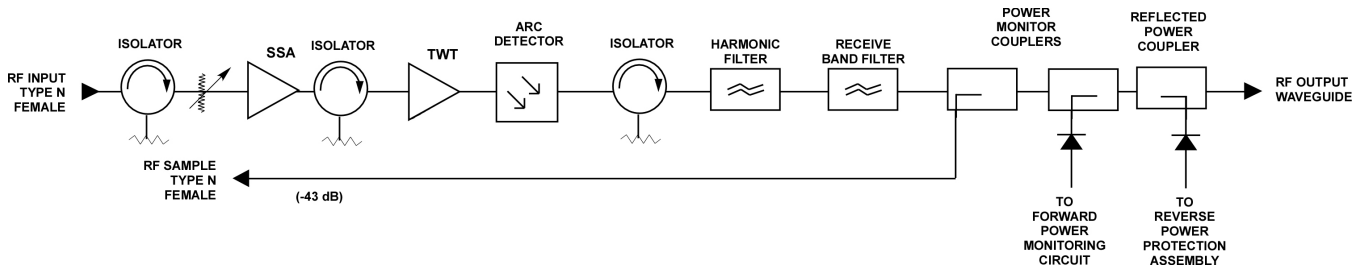 RF INPUT
TYPE N
FEMALE
ISOLATOR
SSA
ISOLATOR
TWT
ARC
DETECTOR
ISOLATOR
HARMONIC
FILTER
RECEIVE
BAND FILTER
POWER
MONITOR
COUPLERS
REFLECTED
POWER
COUPLER
RF OUTPUT
WAVEGUIDE
RF SAMPLE
TYPE N
FEMALE
(-43 dB)
TO
FORWARD
POWER
MONITORING
CIRCUIT
TO
REVERSE
POWER
PROTECTION
ASSEMBLY